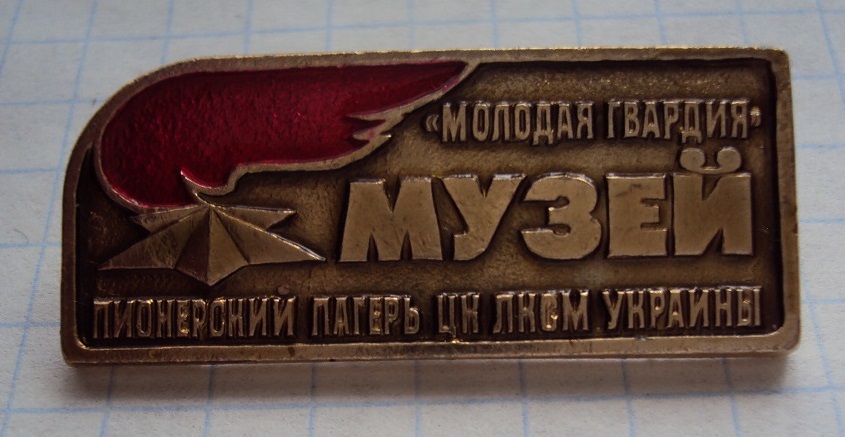 «МОЛОДАЯ ГВАРДИЯ»
МУЗЕЙ
ПИОНЕРСКИЙ ЛАГЕРЬ ЦК ЛКСМ УКРАИНЫ